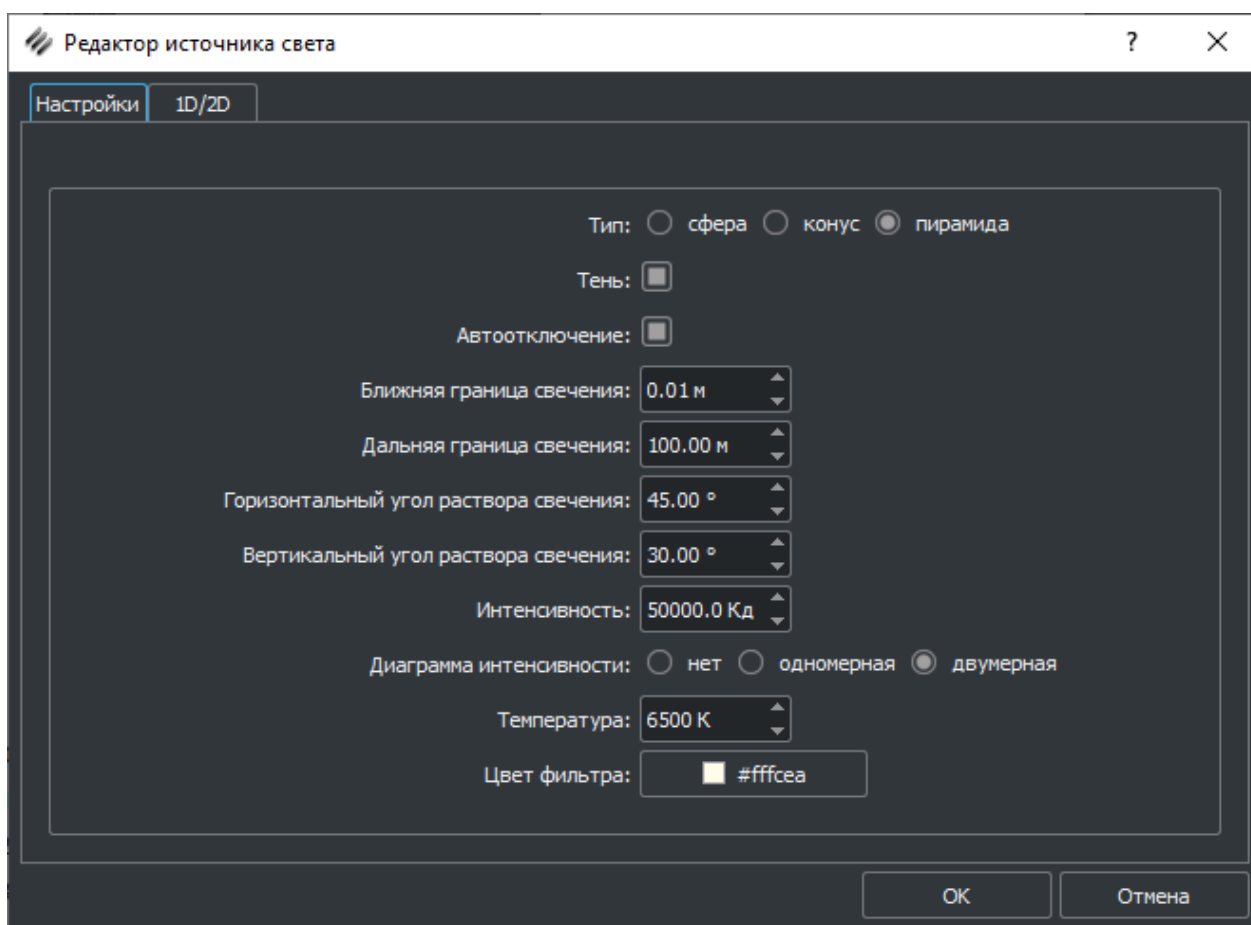 Редактор источника света ?
Настройки 1D/2D
Тип: сфера конус пирамида
Тень:
Автоотключение:
Ближняя граница свечения: 0.01 м
Дальняя граница свечения: 100.00 м
Горизонтальный угол раствора свечения: 45.00 °
Вертикальный угол раствора свечения: 30.00 °
Интенсивность: 50000.0 Кд
Диаграмма интенсивности: нет одномерная двумерная
Температура: 6500 К
Цвет фильтра: #fffcea
ОК Отмена